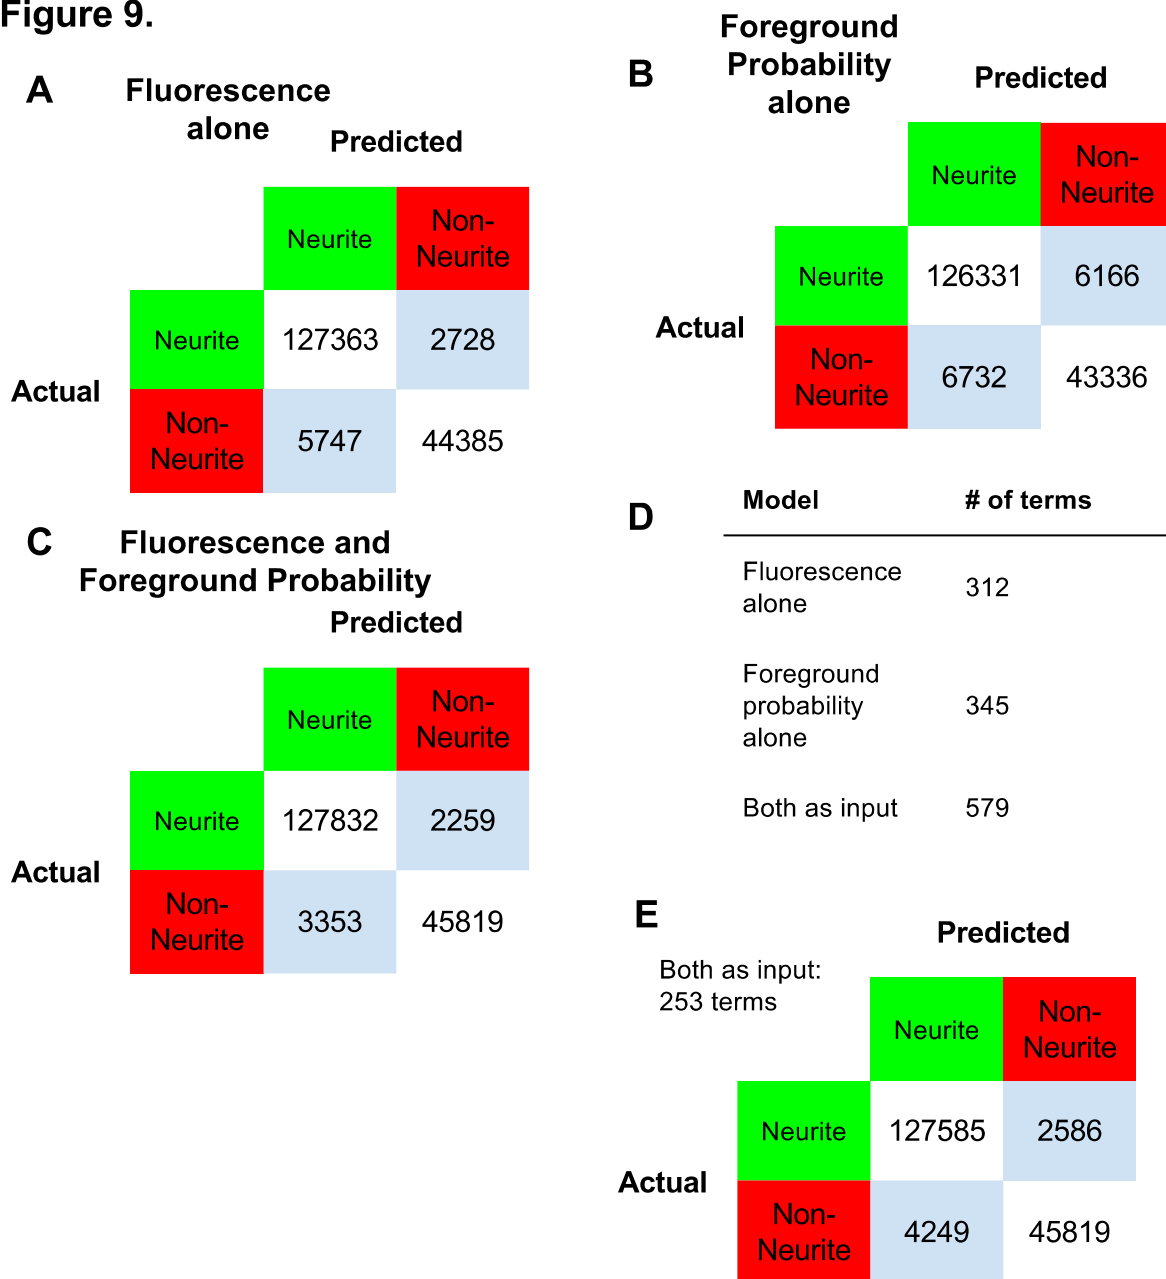 Figure 9.
A
Fluorescence
alone
Predicted
Neurite
Non-
Neurite
Neurite
127363
2728
Actual
Non-
Neurite
5747
44385
B
Foreground
Probability
alone
Predicted
Neurite
Non-
Neurite
Neurite
126331
6166
Actual
Non-
Neurite
6732
43336
C
Fluorescence and
Foreground Probability
Predicted
Neurite
Non-
Neurite
Neurite
127832
2259
Actual
Non-
Neurite
3353
45819
D
Model
# of terms
Fluorescence
alone
312
Foreground
probability
alone
345
Both as input
579
E
Predicted
Both as input:
253 terms
Neurite
Non-
Neurite
Neurite
127585
2586
Actual
Non-
Neurite
4249
45819